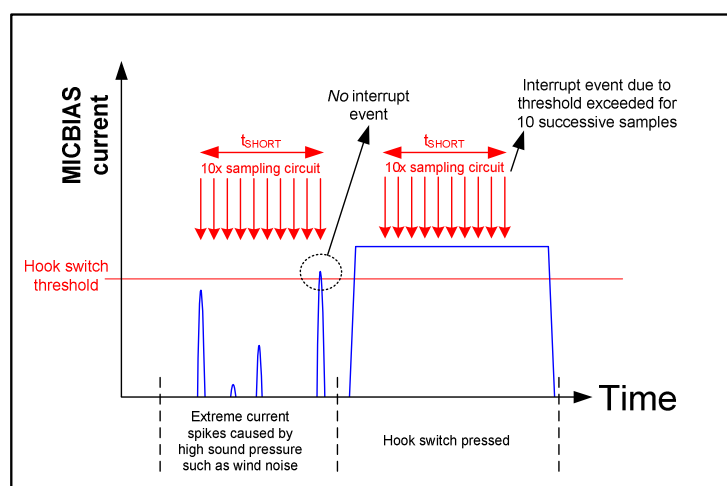 MICBIAS
current
No interrupt
event
Interrupt event due to
threshold exceeded for
10 successive samples
tSHORT
10x sampling circuit
tSHORT
10x sampling circuit
Hook switch
threshold
Time
Extreme current
spikes caused by
high sound pressure
such as wind noise
Hook switch pressed